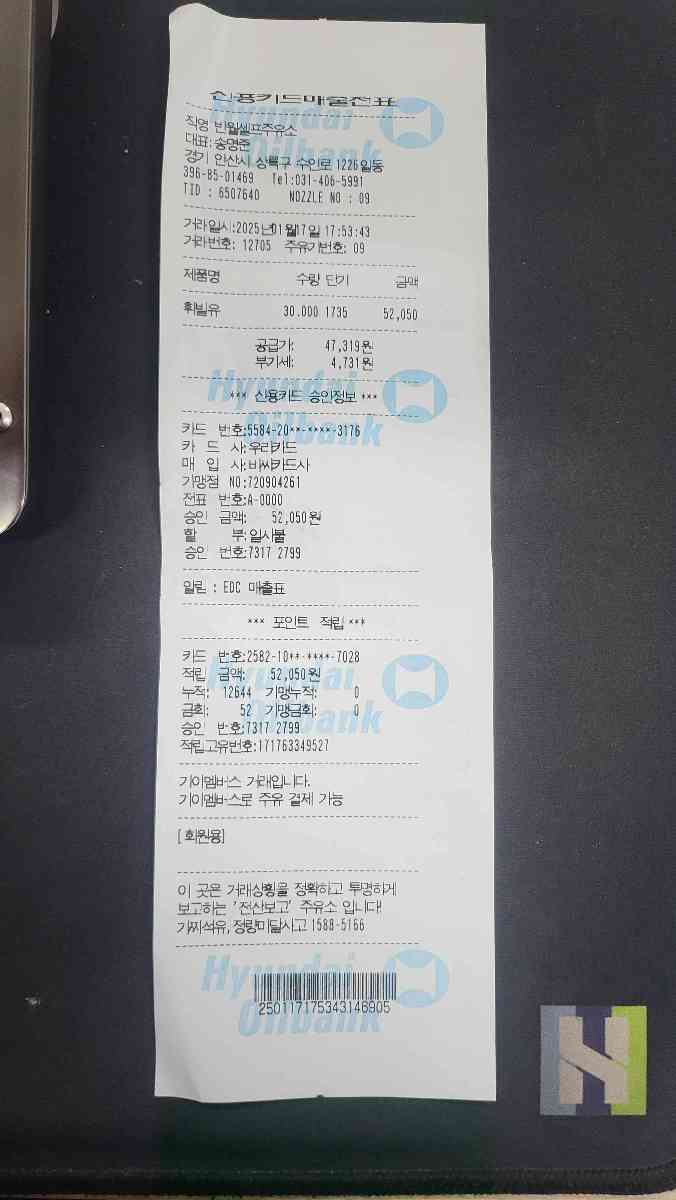 신용카드매출전표
직영 반월셀프주유소
대표: 송명준
경기 안산시 상록구 수인로 1226일동
396-85-01469 Tel:031-406-5991
TID : 6507640 NOZZLE NO : 09
거래일시:2025년01월17일 17:53:43
거래번호: 12705 주유기번호: 09
제품명 수량 단가 금액
휘발유 30.000 1735 52,050
공급가: 47,319원
부가세: 4,731원
*** 신용카드 승인정보 ***
카드 번호:5584-20**-****-3176
카 드 사:우리카드
매 입 사:비씨카드사
가맹점 NO:720904261
전표 번호:A-0000
승인 금액: 52,050원
할 부:일시불
승인 번호:7317 2799
알림 : EDC 매출표
*** 포인트 적립 ***
카드 번호:2582-10**-****-7028
적립 금액: 52,050원
누적: 12644 가맹누적: 0
금회: 52 가맹금회: 0
승인 번호:7317 2799
적립고유번호:171763349527
기이멤버스 거래입니다.
기이멤버스로 주유 결제 가능
[회원용]
이 곳은 거래상황을 정확하고 투명하게
보고하는 '전산보고' 주유소 입니다!
가짜석유,정량미달신고 1588-5166
250117175343146905
Hyundai
Oilbank
Hyundai
Oilbank
Hyundai
Oilbank
Hyundai
Oilbank